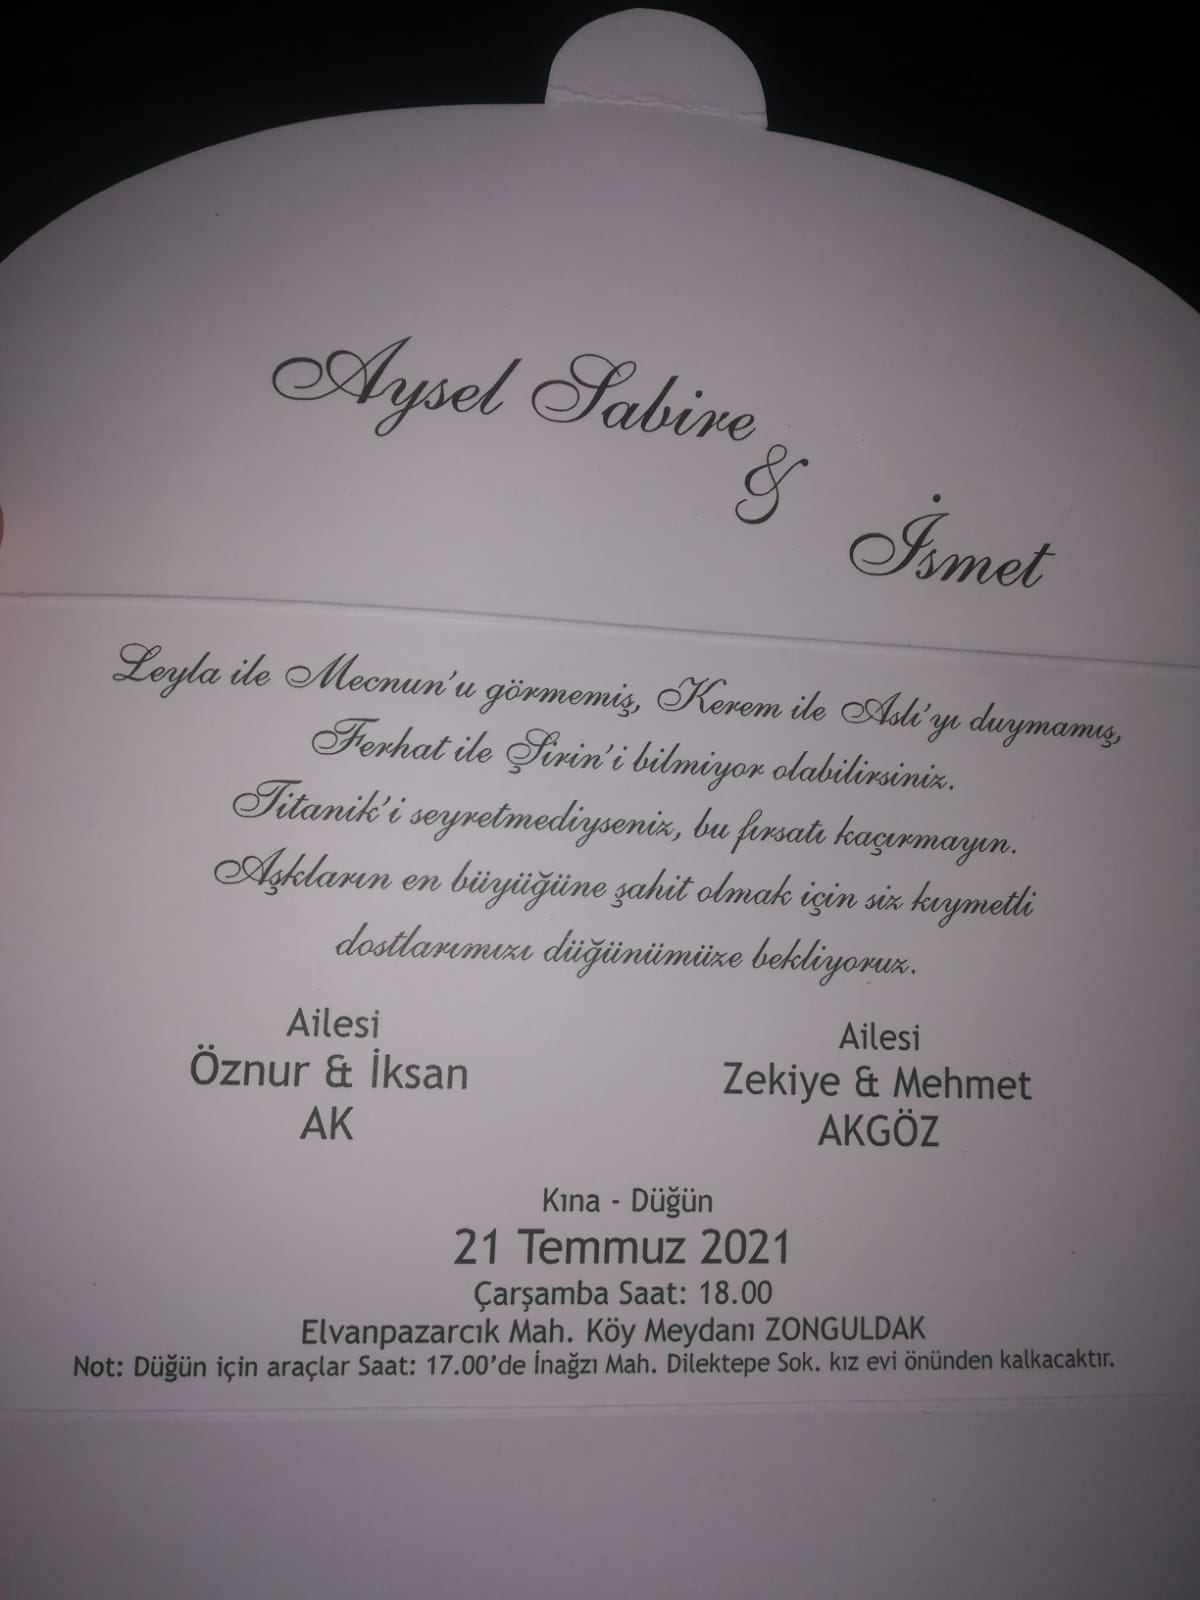 Aysel Sabire
&
İsmet
Leyla ile Mecnun'u görmemiş, Kerem ile Aslı'yı duymamış,
Ferhat ile Şirin'i bilmiyor olabilirsiniz.
Titanik'i seyretmediyseniz, bu fırsatı kaçırmayın.
Aşkların en büyüğüne şahit olmak için siz kıymetli
dostlarımızı düğünümüze bekliyoruz.
Ailesi
Öznur & İksan
AK
Ailesi
Zekiye & Mehmet
AKGÖZ
Kına - Düğün
21 Temmuz 2021
Çarşamba Saat: 18.00
Elvanpazarcık Mah. Köy Meydanı ZONGULDAK
Not: Düğün için araçlar Saat: 17.00'de İnağzı Mah. Dilektepe Sok. kız evi önünden kalkacaktır.